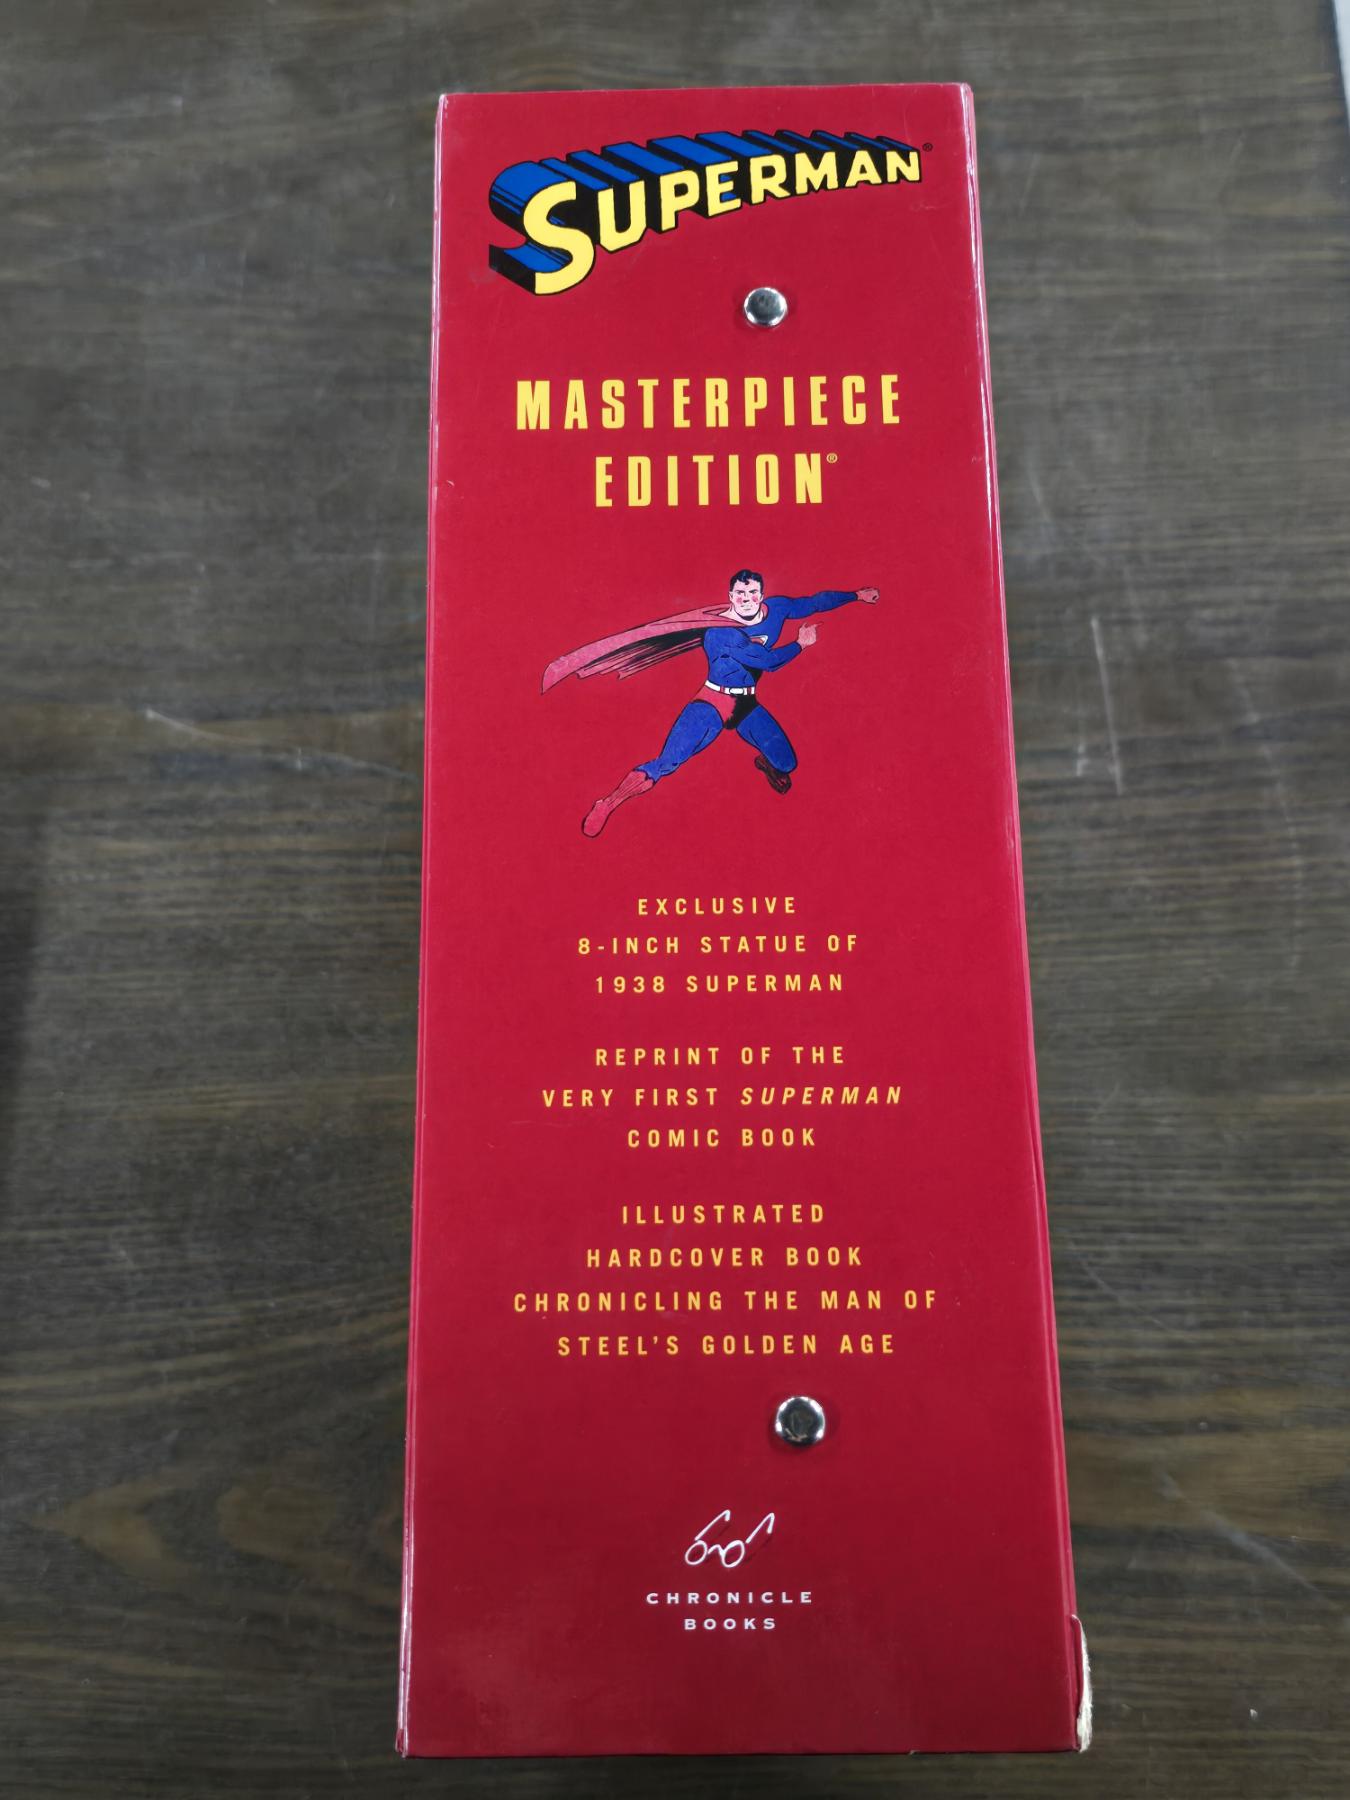 SUPERMAN®
MASTERPIECE
EDITION®
EXCLUSIVE
8-INCH STATUE OF
1938 SUPERMAN
REPRINT OF THE
VERY FIRST SUPERMAN
COMIC BOOK
ILLUSTRATED
HARDCOVER BOOK
CHRONICLING THE MAN OF
STEEL'S GOLDEN AGE
CHRONICLE
BOOKS